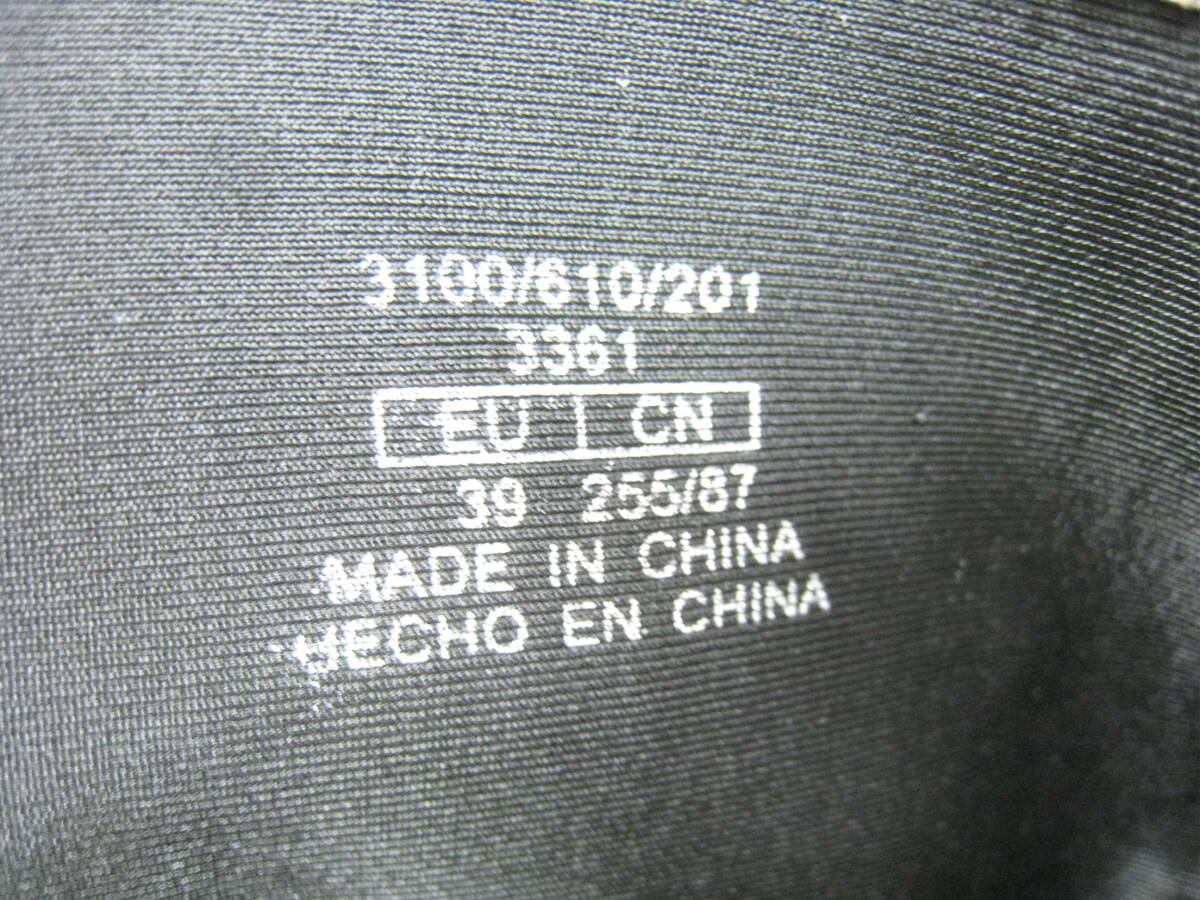 3100/610/201
3361
EU | CN
39 255/87
MADE IN CHINA
HECHO EN CHINA